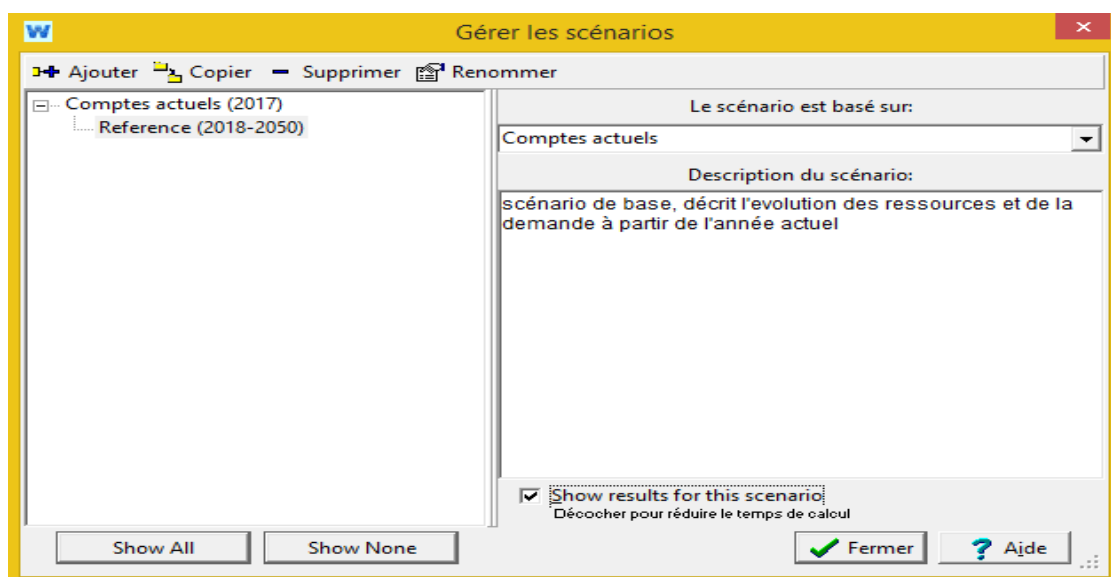 Gérer les scénarios
Ajouter Copier Supprimer Renommer
Comptes actuels (2017)
Reference (2018-2050)
Le scénario est basé sur:
Comptes actuels
Description du scénario:
scénario de base, décrit l'evolution des ressources et de la
demande à partir de l'année actuel
Show results for this scenario
Décocher pour réduire le temps de calcul
Show All Show None Fermer ? Aide